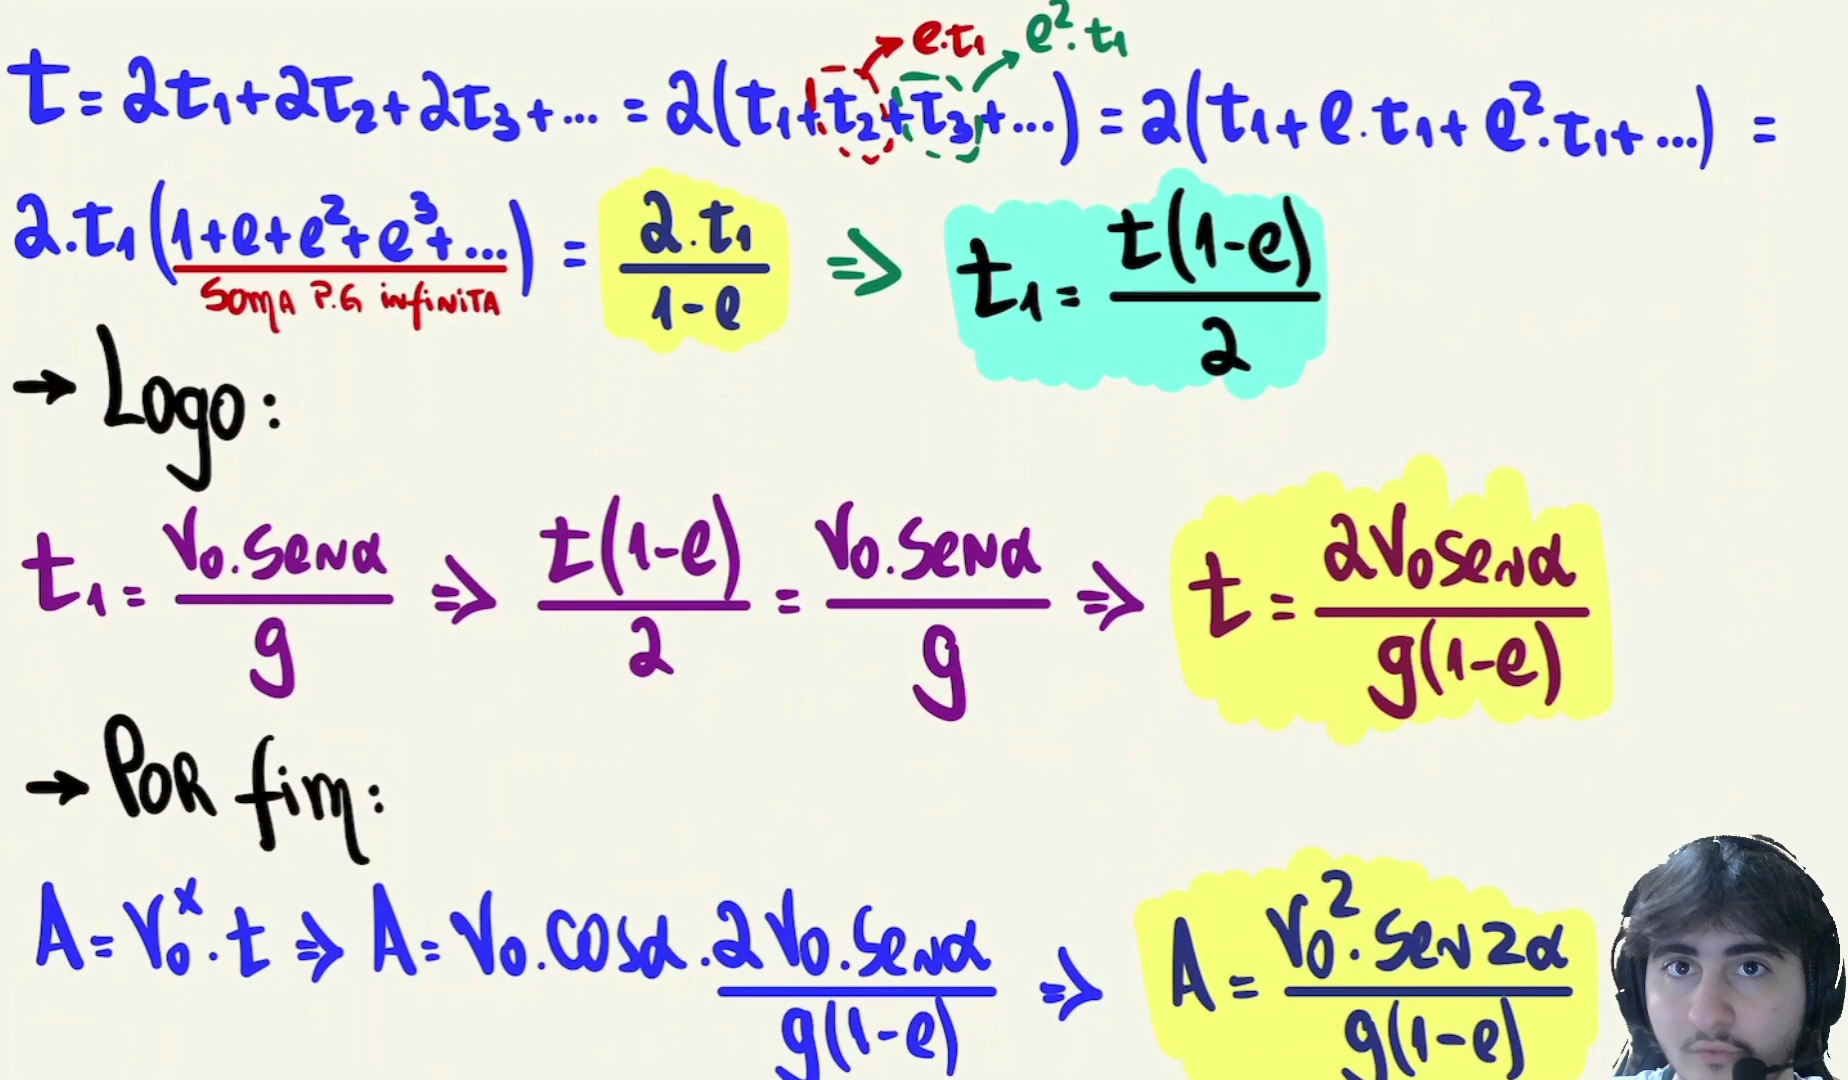 e.t₁ e².t₁
t = 2t₁+2t₂+2t₃+... = 2(t₁+t₂+t₃+...) = 2(t₁+e.t₁+e².t₁+...) =
2.t₁(1+e+e²+e³+...) = 2.t₁/1-e => t₁ = t(1-e)/2
Soma P.G infinita
→ Logo:
t₁ = V₀.senα/g => t(1-e)/2 = V₀.senα/g => t = 2V₀senα/g(1-e)
→ Por fim:
A = V₀ˣ.t => A = V₀.cosα.2V₀.senα/g(1-e) => A = V₀².sen2α/g(1-e)